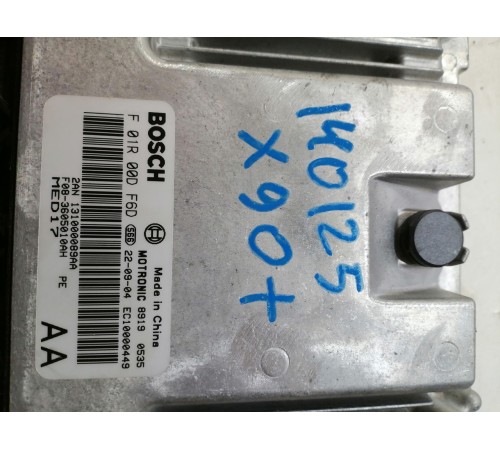 BOSCH
F 01R 00D F6D
Made in China
MOTRONIC 8919 0535
22-09-04 EC10000449
2AN 131000089AA
F08-3605010AH PE
MED17
AA
140125
X90+